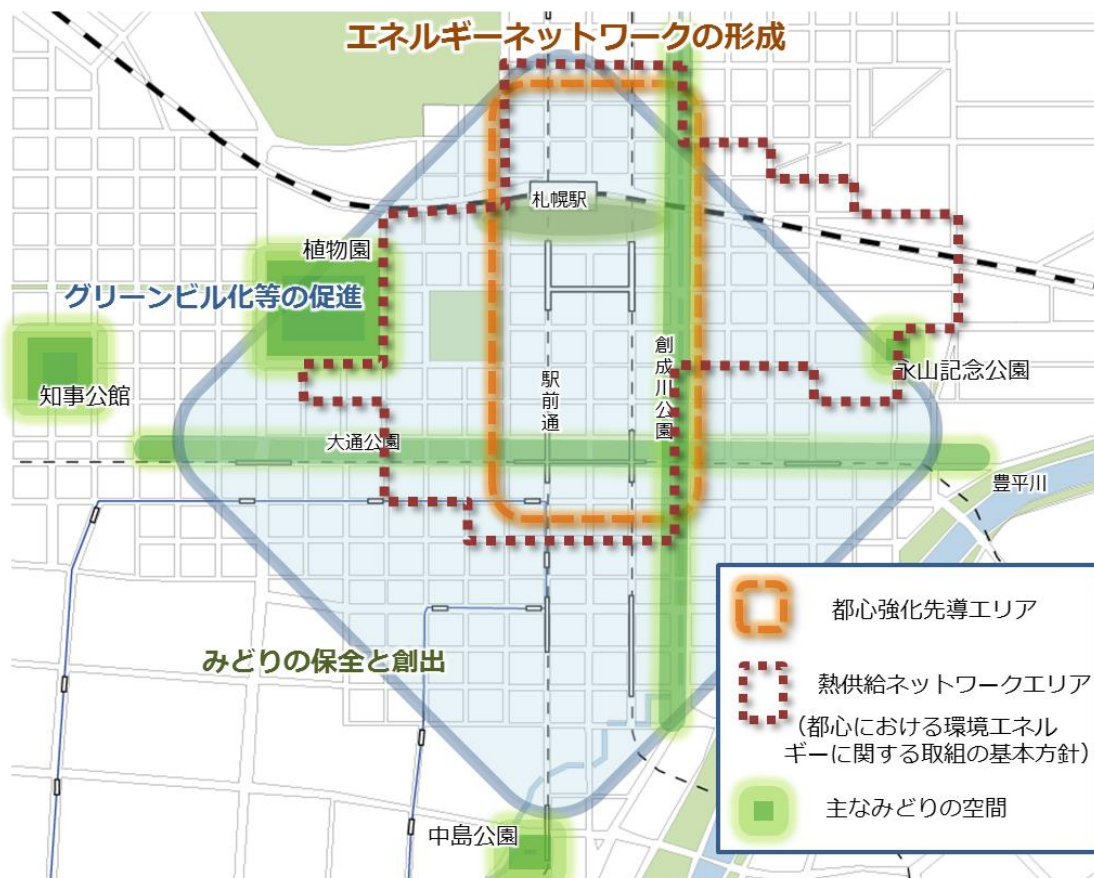 エネルギーネットワークの形成
札幌駅
植物園
グリーンビル化等の促進
知事公館
創成川公園
永山記念公園
駅前通
大通公園
豊平川
みどりの保全と創出
中島公園
都心強化先導エリア
熱供給ネットワークエリア
（都心における環境エネル
ギーに関する取組の基本方針）
主なみどりの空間